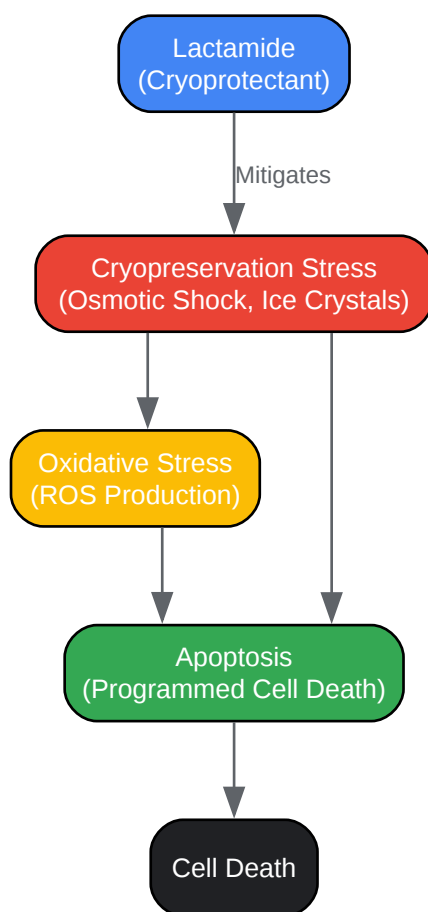 Lactamide
(Cryoprotectant)
Mitigates
Cryopreservation Stress
(Osmotic Shock, Ice Crystals)
Oxidative Stress
(ROS Production)
Apoptosis
(Programmed Cell Death)
Cell Death